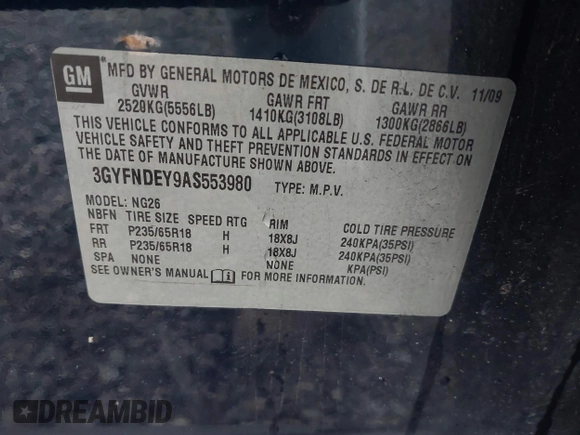 GM MFD BY GENERAL MOTORS DE MEXICO, S. DE R.L. DE C.V. 11/09
GVWR GAWR FRT GAWR RR
2520KG(5556LB) 1410KG(3108LB) 1300KG(2866LB)
THIS VEHICLE CONFORMS TO ALL APPLICABLE U.S. FEDERAL MOTOR
VEHICLE SAFETY AND THEFT PREVENTION STANDARDS IN EFFECT ON
THE DATE OF MANUFACTURE SHOWN ABOVE.
3GYFNDEY9AS553980 TYPE: M.P.V.
MODEL: NG26
NBFN TIRE SIZE SPEED RTG RIM COLD TIRE PRESSURE
FRT P235/65R18 H 18X8J 240KPA(35PSI)
RR P235/65R18 H 18X8J 240KPA(35PSI)
SPA NONE NONE KPA(PSI)
SEE OWNER'S MANUAL i FOR MORE INFORMATION.
DREAMBID